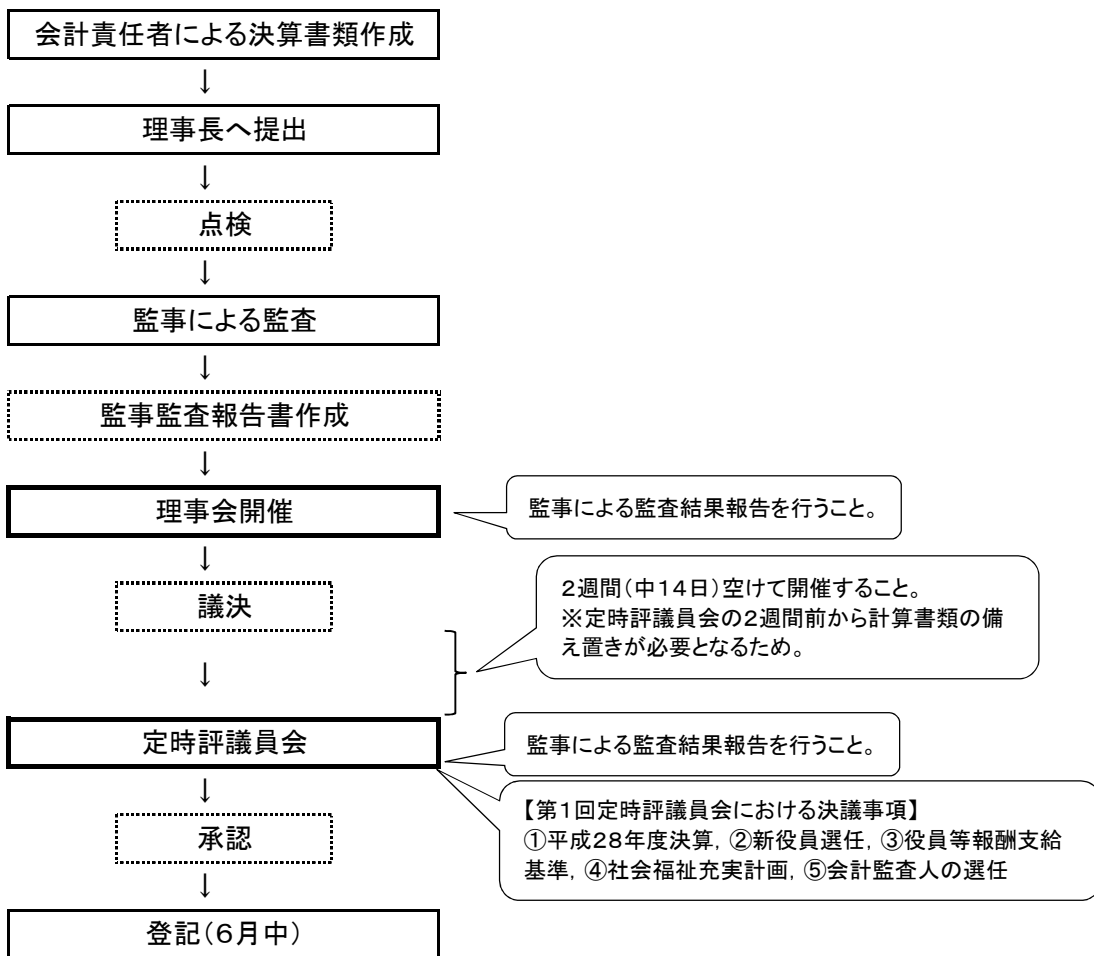 会計責任者による決算書類作成
↓
理事長へ提出
↓
点検
↓
監事による監査
↓
監事監査報告書作成
↓
理事会開催
監事による監査結果報告を行うこと。
↓
議決
2週間(中14日)空けて開催すること。
※定時評議員会の2週間前から計算書類の備
え置きが必要となるため。
↓
定時評議員会
監事による監査結果報告を行うこと。
【第1回定時評議員会における決議事項】
①平成28年度決算,②新役員選任,③役員等報酬支給
基準,④社会福祉充実計画,⑤会計監査人の選任
↓
承認
↓
登記(6月中)